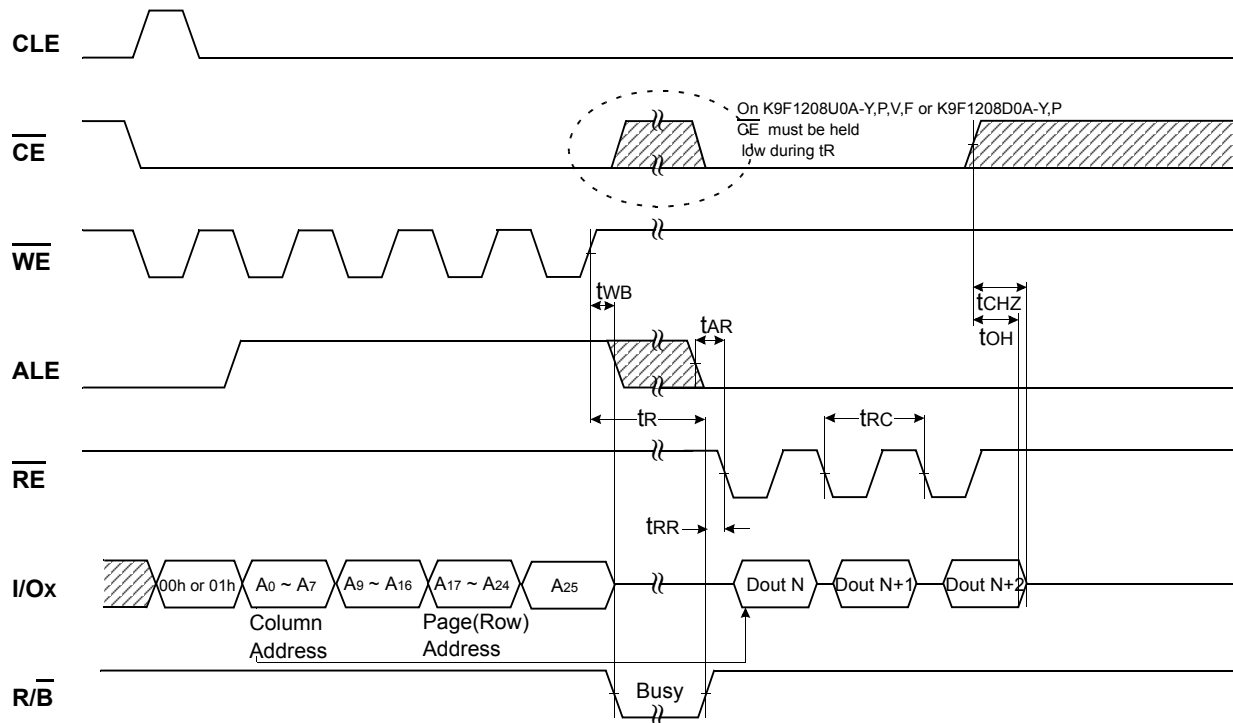 CLE
On K9F1208U0A-Y,P,V,F or K9F1208D0A-Y,P
CE must be held
low during tR
CE
WE
tWB
tCHZ
tAR
tOH
ALE
tR
tRC
RE
tRR
I/Ox
00h or 01h
A0 ~ A7
A9 ~ A16
A17 ~ A24
A25
Dout N
Dout N+1
Dout N+2
Column
Address
Page(Row)
Address
R/B
Busy